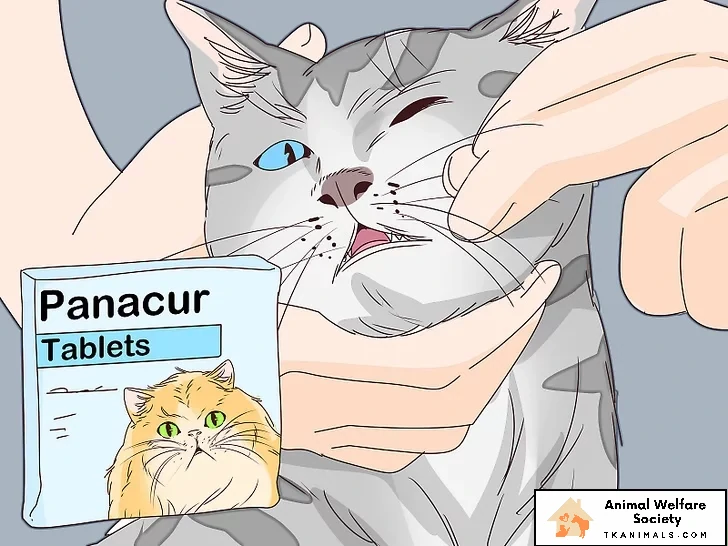 Panacur
Tablets
Animal Welfare
Society
TKANIMALS.COM